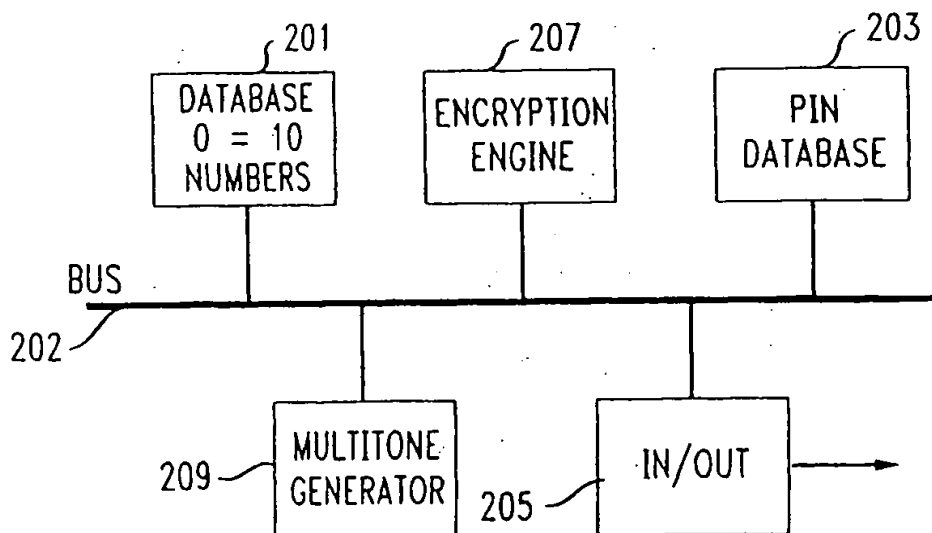 201
207
203
DATABASE
0 = 10
NUMBERS
ENCRYPTION
ENGINE
PIN
DATABASE
BUS
202
MULTITONE
GENERATOR
209
IN/OUT
205